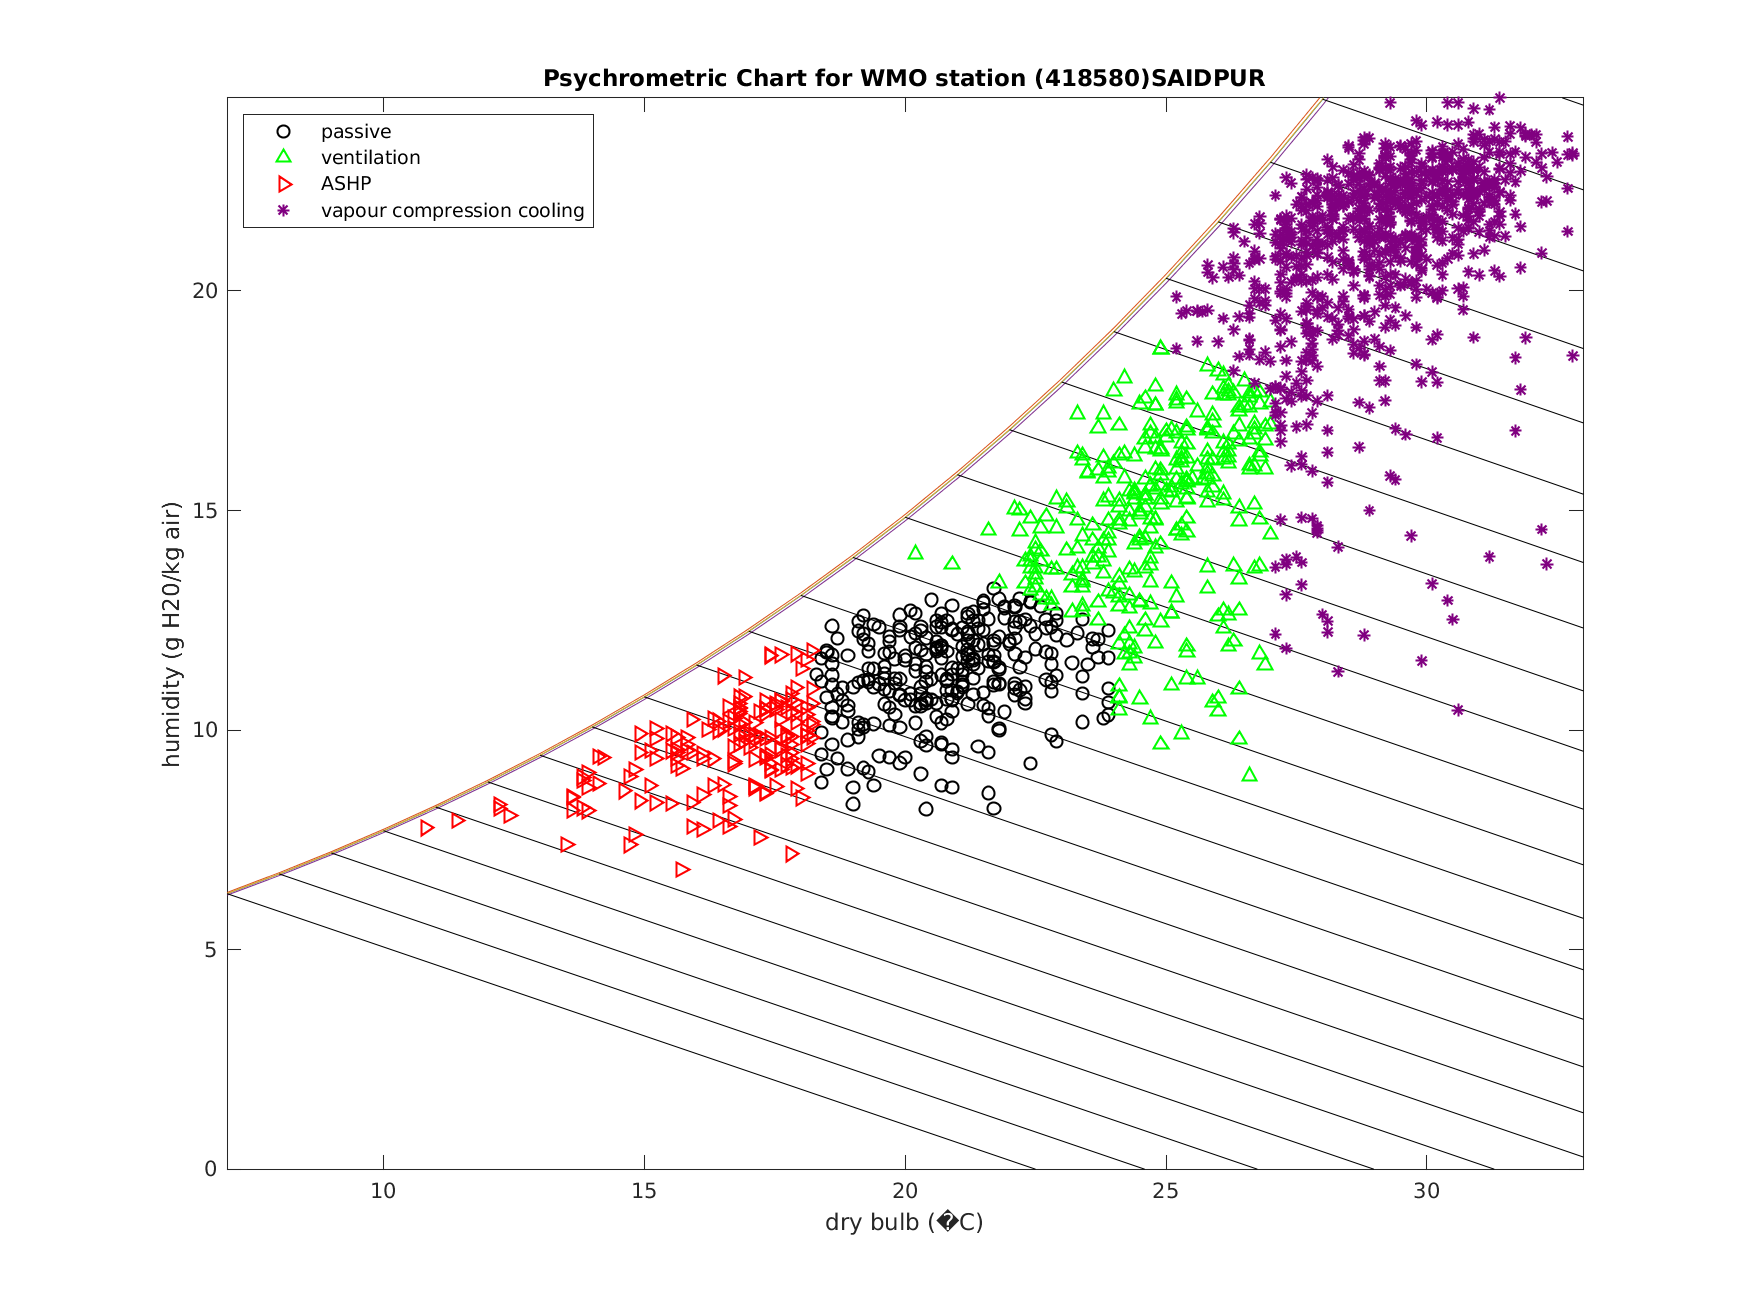 Psychrometric Chart for WMO station (418580)SAIDPUR
passive
ventilation
ASHP
vapour compression cooling
20
15
10
5
0
humidity (g H20/kg air)
10 15 20 25 30
dry bulb (�C)